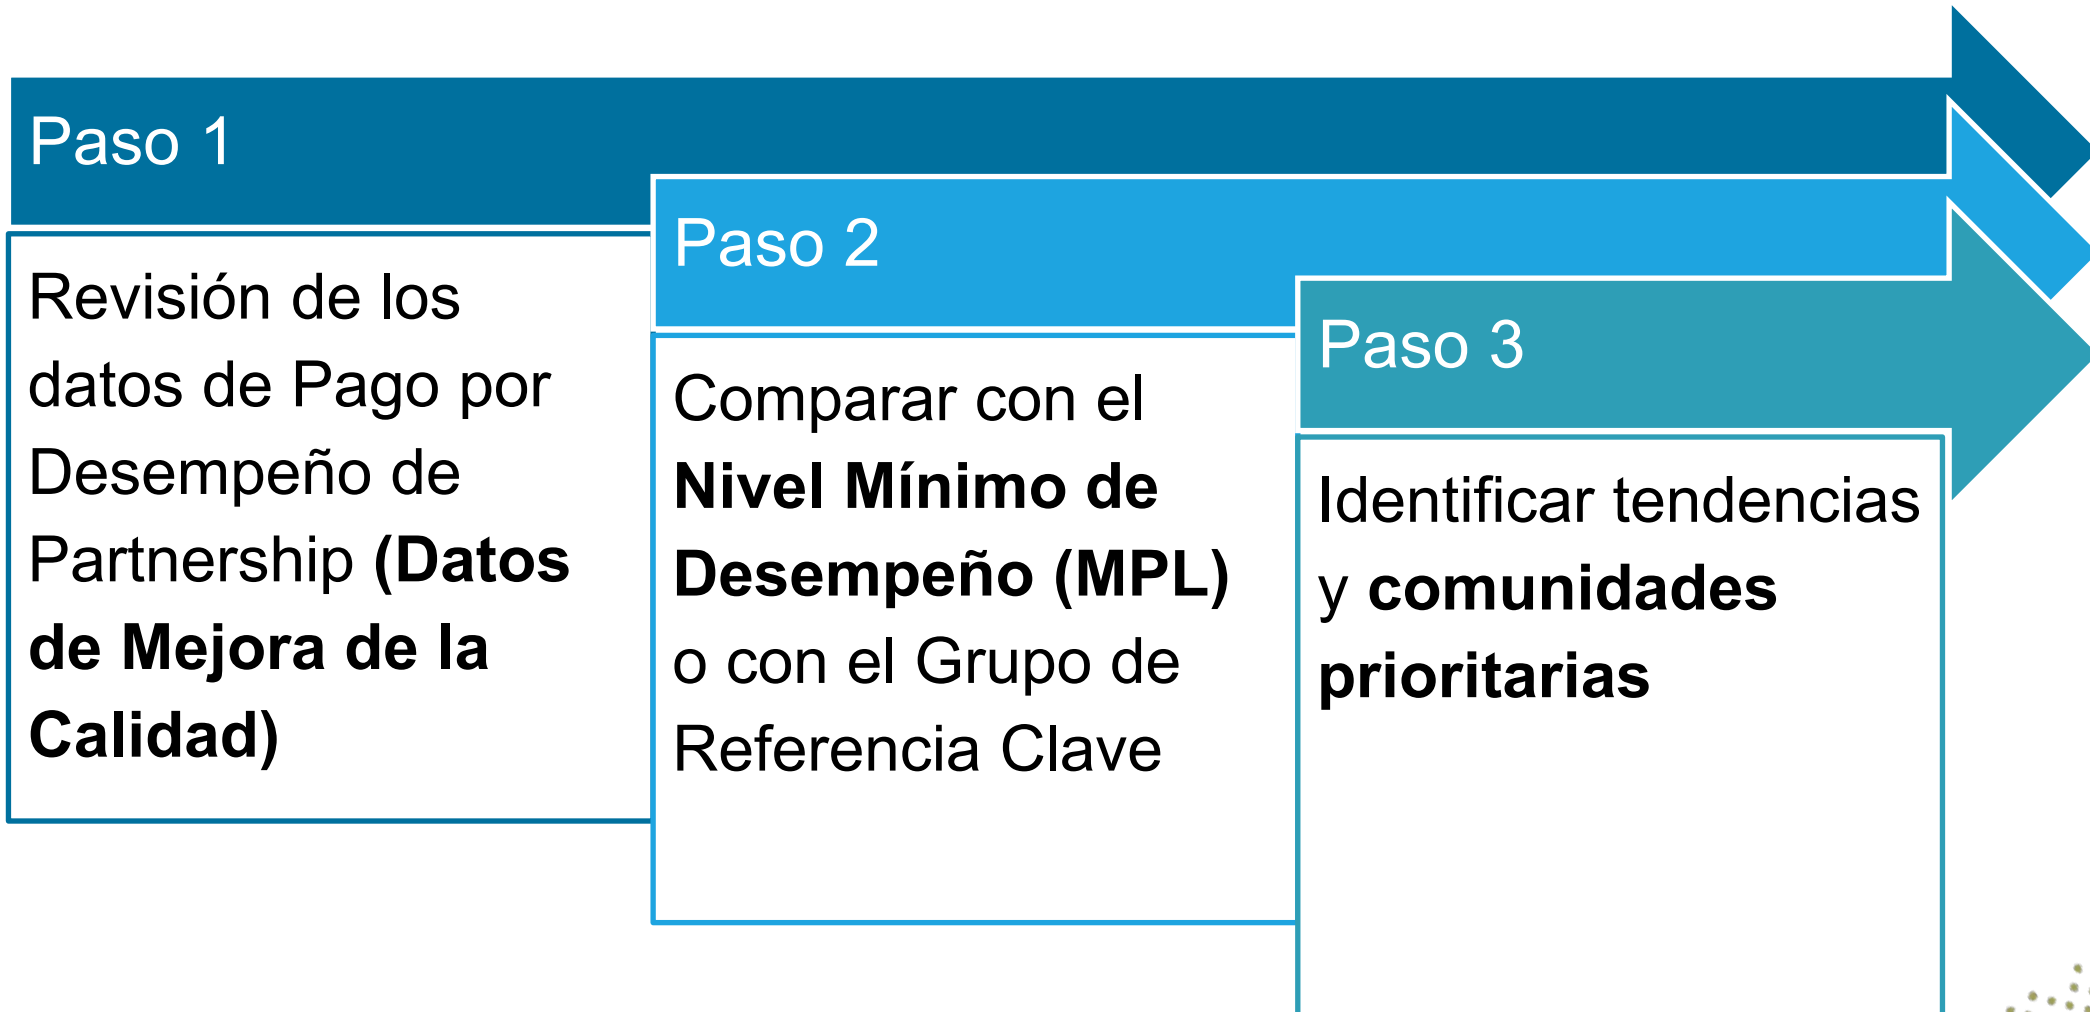 Paso 1
Revisión de los
datos de Pago por
Desempeño de
Partnership (Datos
de Mejora de la
Calidad)
Paso 2
Comparar con el
Nivel Mínimo de
Desempeño (MPL)
o con el Grupo de
Referencia Clave
Paso 3
Identificar tendencias
y comunidades
prioritarias